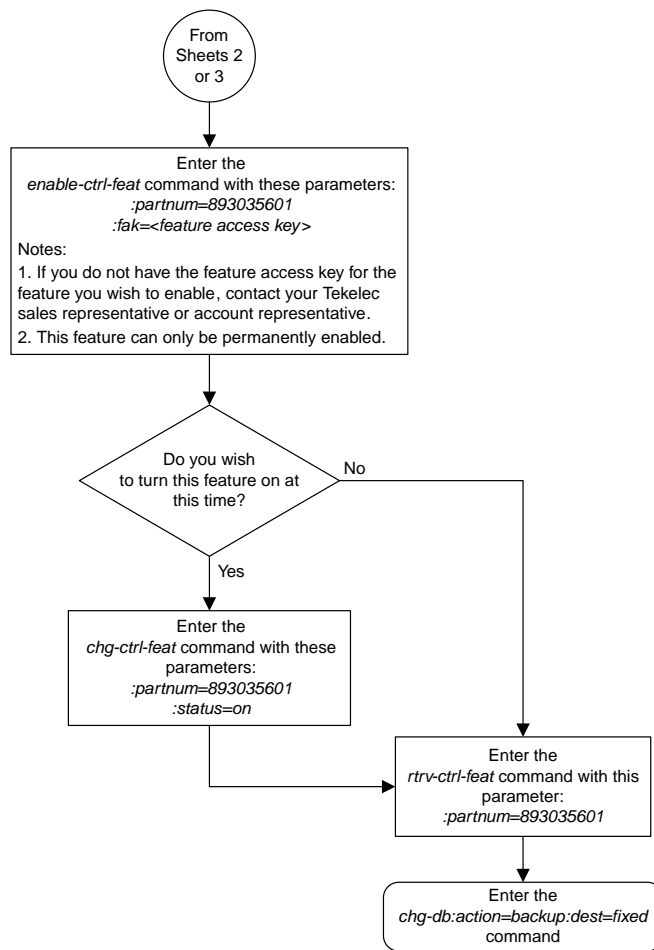 From
Sheets 2
or 3
Enter the
enable-ctrl-feat command with these parameters:
:partnum=893035601
:fak=<feature access key>
Notes:
1. If you do not have the feature access key for the
feature you wish to enable, contact your Tekelec
sales representative or account representative.
2. This feature can only be permanently enabled.
Do you wish
to turn this feature on at
this time?
No
Yes
Enter the
chg-ctrl-feat command with these
parameters:
:partnum=893035601
:status=on
Enter the
rtrv-ctrl-feat command with this
parameter:
:partnum=893035601
Enter the
chg-db:action=backup:dest=fixed
command